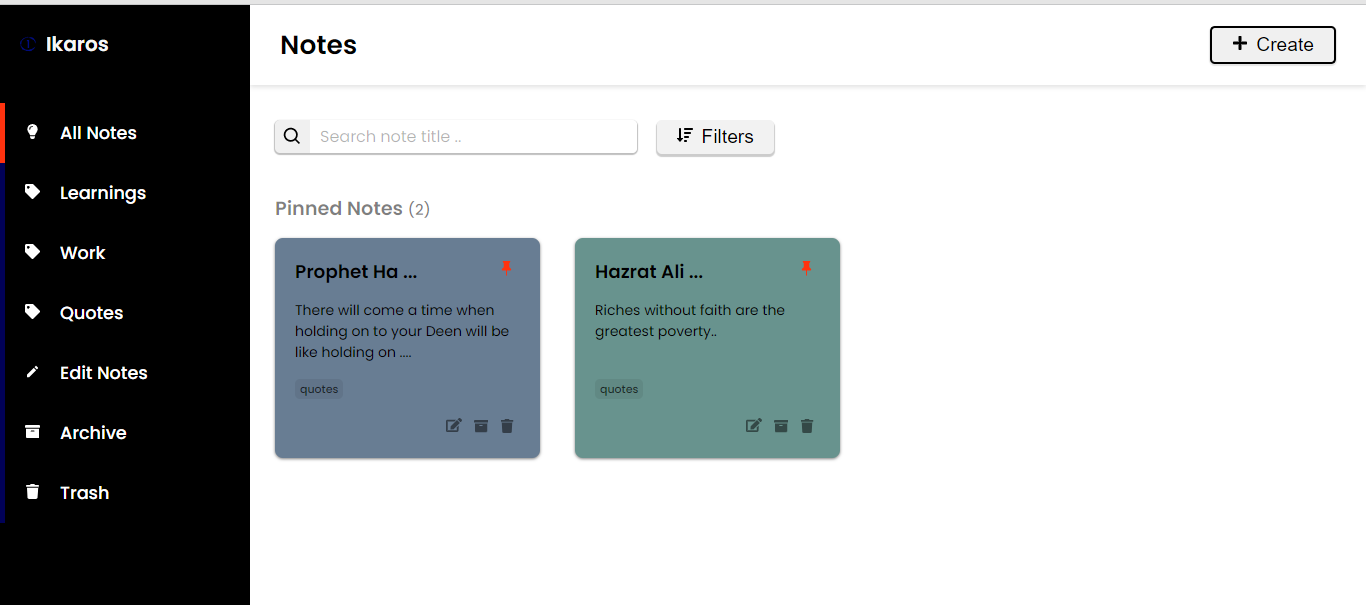 Ikaros
Notes
Create
All Notes
Learnings
Work
Quotes
Edit Notes
Archive
Trash
Search note title ..
Filters
Pinned Notes (2)
Prophet Ha ...
There will come a time when
holding on to your Deen will be
like holding on ....
quotes
Hazrat Ali ...
Riches without faith are the
greatest poverty..
quotes